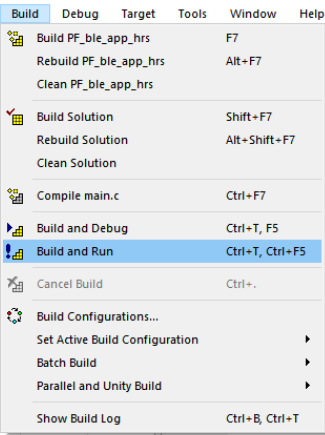 Build Debug Target Tools Window Help
Build PF_ble_app_hrs F7
Rebuild PF_ble_app_hrs Alt+F7
Clean PF_ble_app_hrs
Build Solution Shift+F7
Rebuild Solution Alt+Shift+F7
Clean Solution
Compile main.c Ctrl+F7
Build and Debug Ctrl+T, F5
Build and Run Ctrl+T, Ctrl+F5
Cancel Build Ctrl+.
Build Configurations...
Set Active Build Configuration
Batch Build
Parallel and Unity Build
Show Build Log Ctrl+B, Ctrl+T